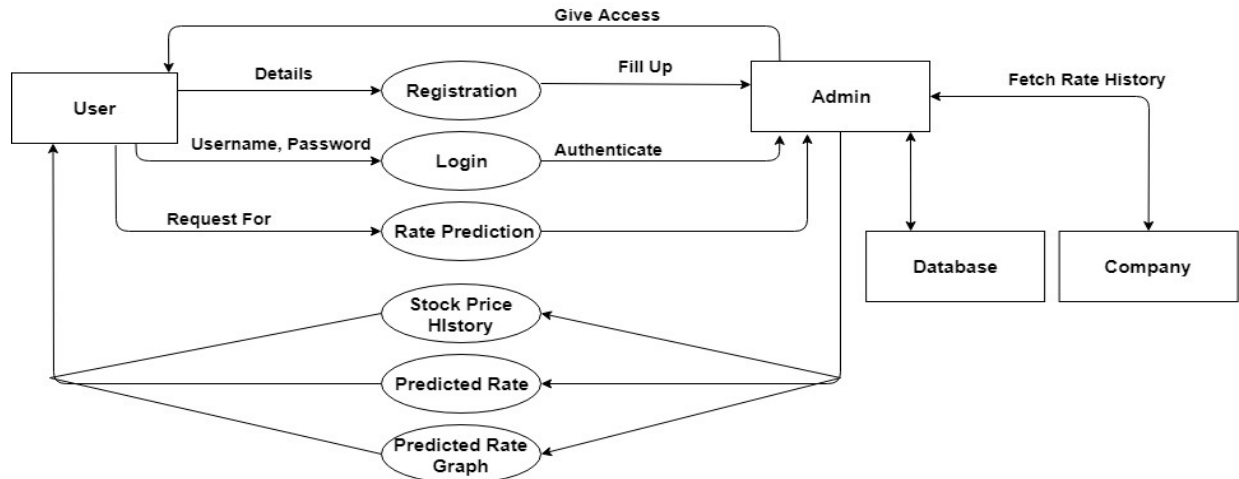 Give Access
Details
Fill Up
Fetch Rate History
User
Registration
Admin
Username, Password
Login
Authenticate
Request For
Rate Prediction
Database
Company
Stock Price
HIstory
Predicted Rate
Predicted Rate
Graph